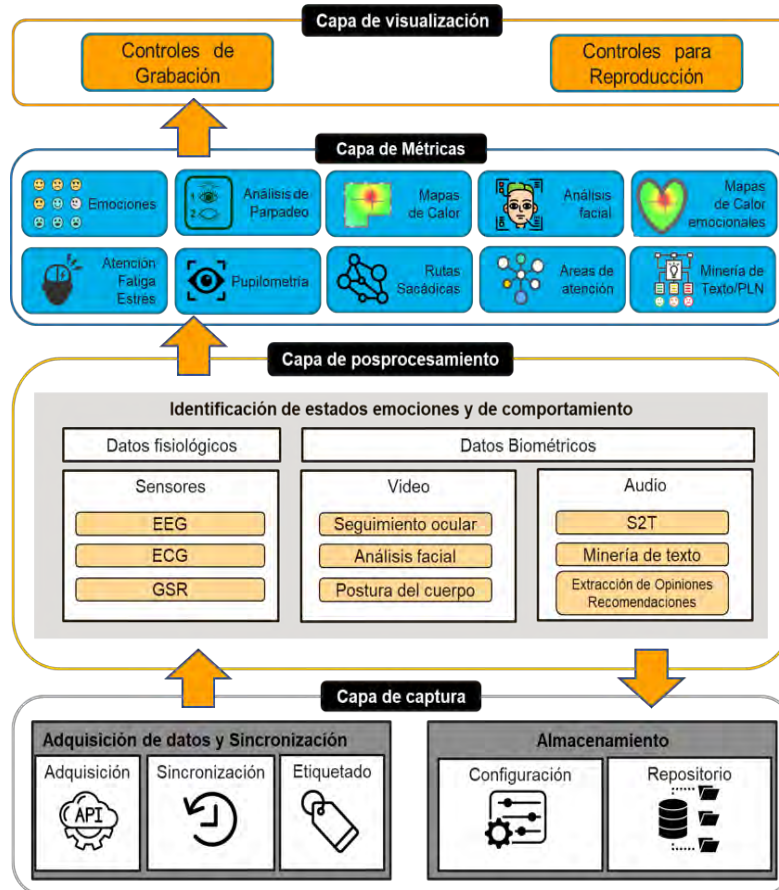 Capa de visualización
Controles de
Grabación
Controles para
Reproducción
Capa de Métricas
Emociones
1
2
Análisis de
Parpadeo
Mapas
de Calor
Análisis
facial
Mapas
de Calor
emocionales
Atención
Fatiga
Estrés
Pupilometría
Rutas
Sacádicas
Areas de
atención
Minería de
Texto/PLN
Capa de posprocesamiento
Identificación de estados emociones y de comportamiento
Datos fisiológicos
Datos Biométricos
Sensores
EEG
ECG
GSR
Video
Seguimiento ocular
Análisis facial
Postura del cuerpo
Audio
S2T
Minería de texto
Extracción de Opiniones
Recomendaciones
Capa de captura
Adquisición de datos y Sincronización
Adquisición
API
Sincronización
Etiquetado
Almacenamiento
Configuración
Repositorio